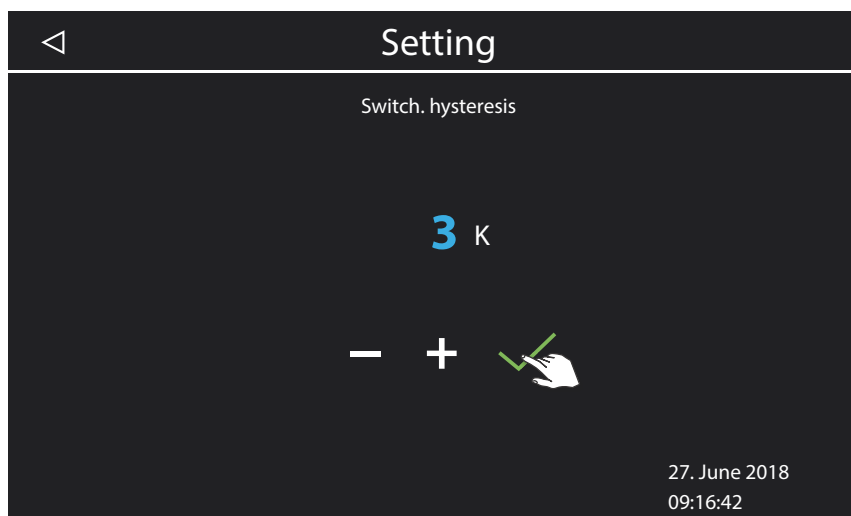 Setting
Switch. hysteresis
3 K
27. June 2018
09:16:42